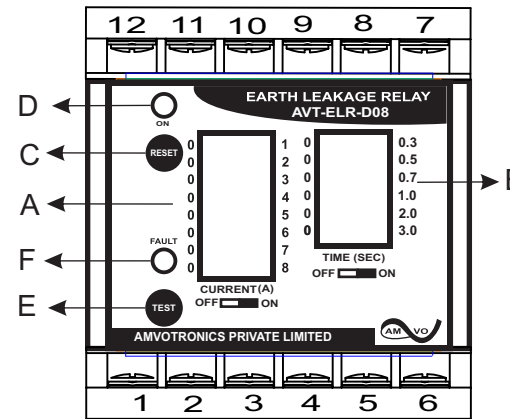 12 11 10 9 8 7
EARTH LEAKAGE RELAY
AVT-ELR-D08
D
ON
C
RESET
A
F
FAULT
E
TEST
0 1
0 2
0 3
0 4
0 5
0 6
0 7
0 8
CURRENT(A)
OFF ON
0 0.3
0 0.5
0 0.7
0 1.0
0 2.0
0 3.0
TIME (SEC)
OFF ON
AMVOTRONICS PRIVATE LIMITED
AM VO
1 2 3 4 5 6